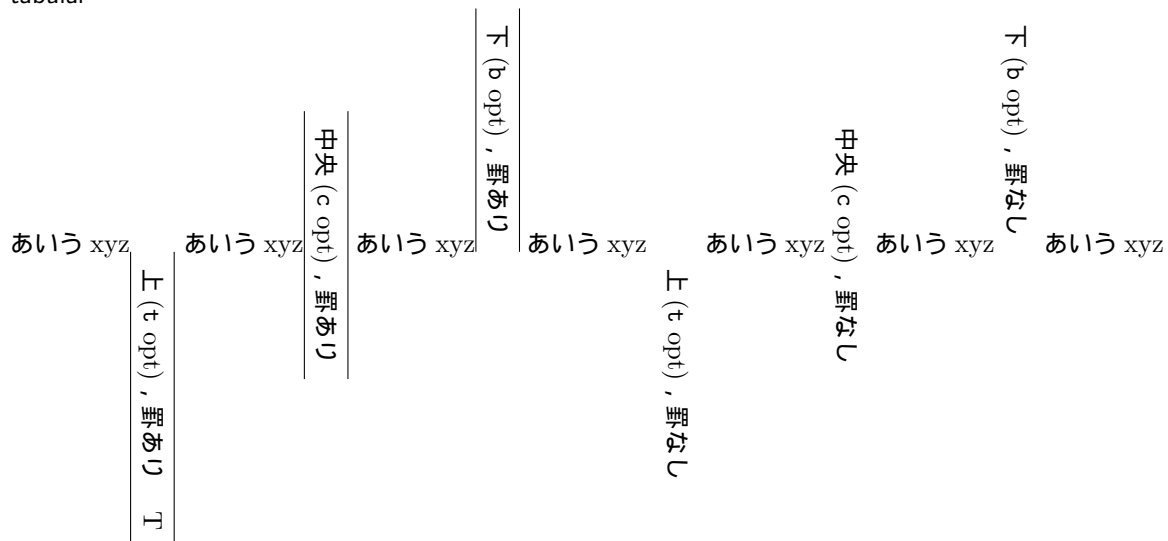 tabular
あいう xyz
上 (t opt) , 罫あり T
あいう xyz
中央 (c opt) , 罫あり
あいう xyz
下 (b opt) , 罫あり
あいう xyz
上 (t opt) , 罫なし
あいう xyz
中央 (c opt) , 罫なし
あいう xyz
下 (b opt) , 罫なし
あいう xyz